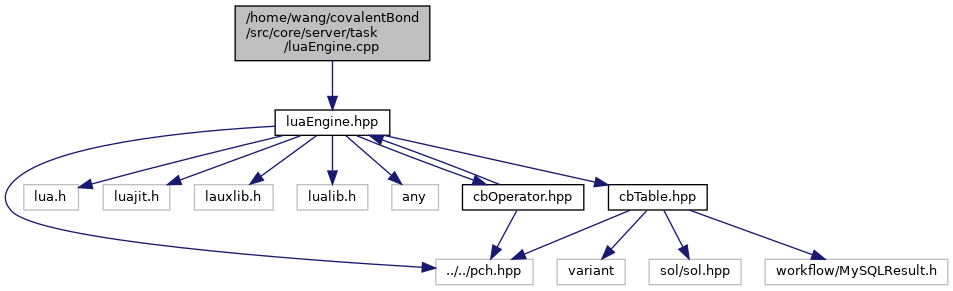 /home/wang/covalentBond
/src/core/server/task
/luaEngine.cpp
luaEngine.hpp
lua.h
luajit.h
lauxlib.h
lualib.h
any
cbOperator.hpp
cbTable.hpp
../../pch.hpp
variant
sol/sol.hpp
workflow/MySQLResult.h